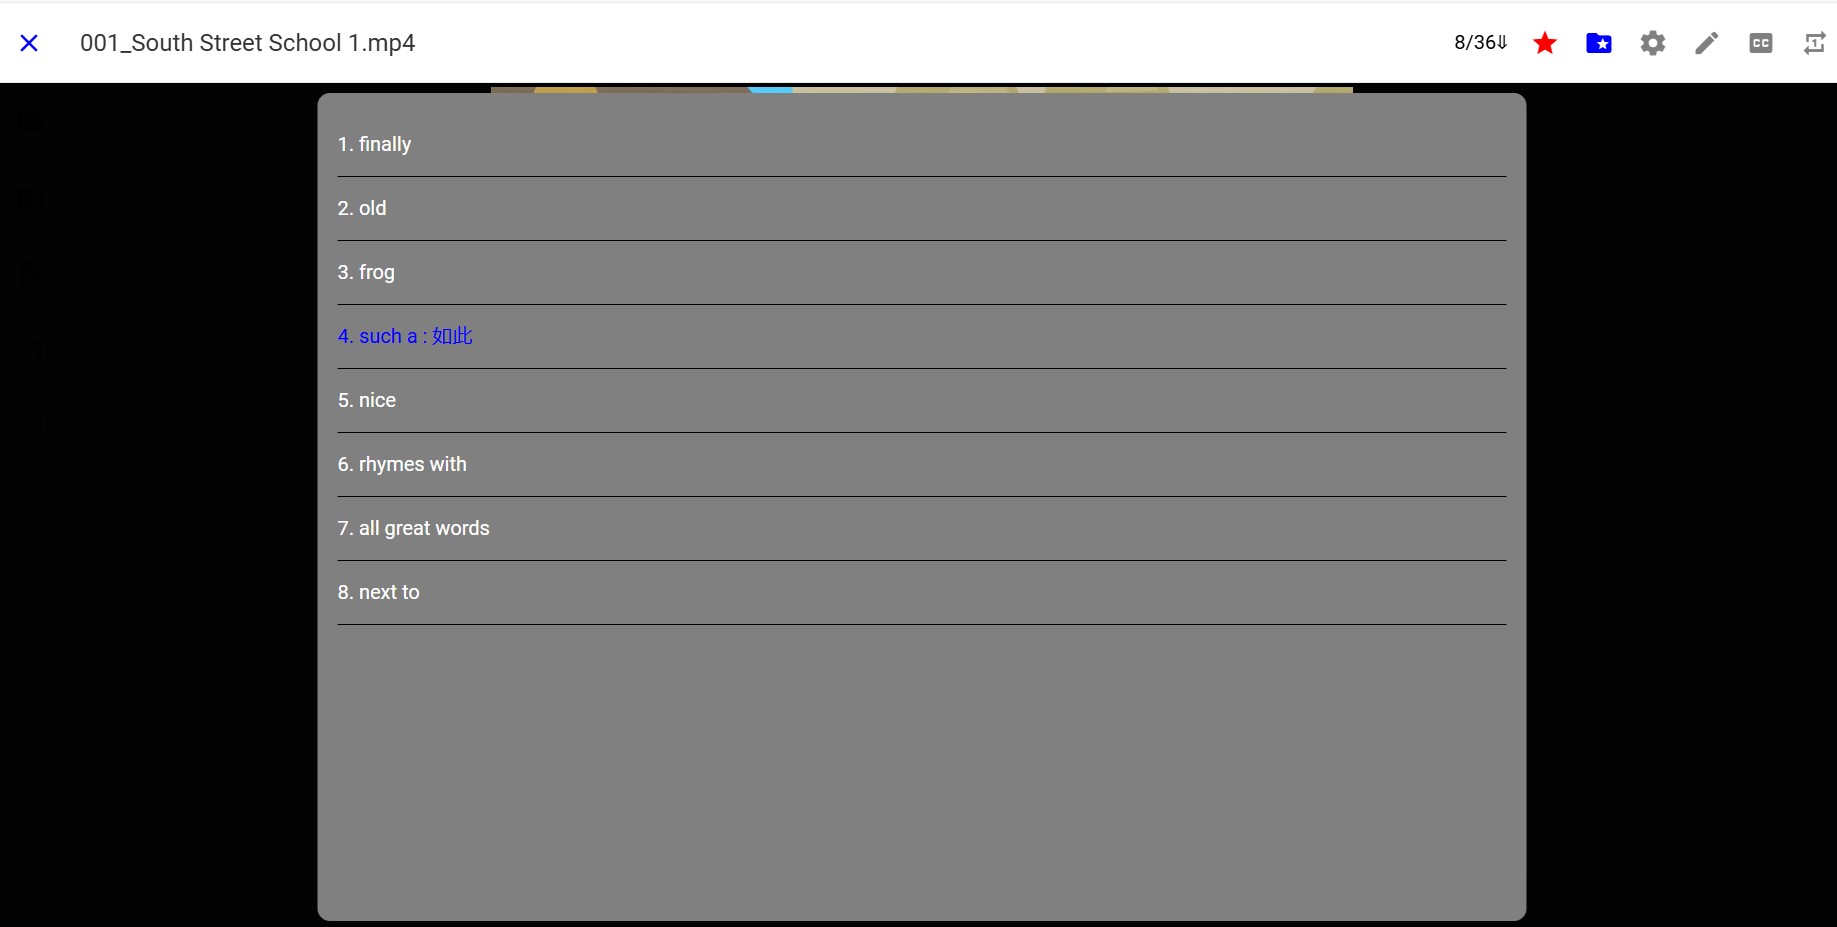 001_South Street School 1.mp4
8/36⇓
1. finally
2. old
3. frog
4. such a : 如此
5. nice
6. rhymes with
7. all great words
8. next to